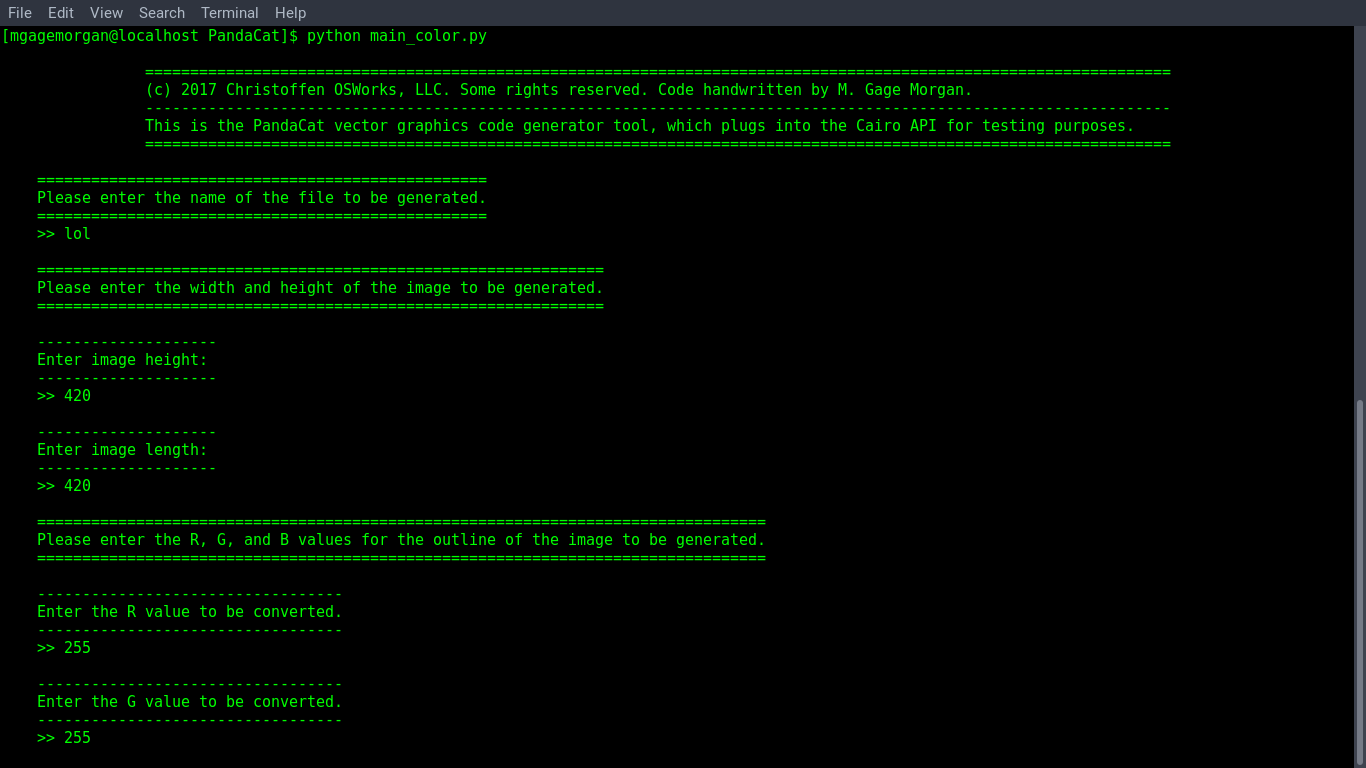 File Edit View Search Terminal Help
[mgagemorgan@localhost PandaCat]$ python main_color.py
==================================================================================================================
(c) 2017 Christoffen OSWorks, LLC. Some rights reserved. Code handwritten by M. Gage Morgan.
------------------------------------------------------------------------------------------------------------------
This is the PandaCat vector graphics code generator tool, which plugs into the Cairo API for testing purposes.
==================================================================================================================
==================================================
Please enter the name of the file to be generated.
==================================================
>> lol
===============================================================
Please enter the width and height of the image to be generated.
===============================================================
--------------------
Enter image height:
--------------------
>> 420
--------------------
Enter image length:
--------------------
>> 420
=================================================================================
Please enter the R, G, and B values for the outline of the image to be generated.
=================================================================================
----------------------------------
Enter the R value to be converted.
----------------------------------
>> 255
----------------------------------
Enter the G value to be converted.
----------------------------------
>> 255